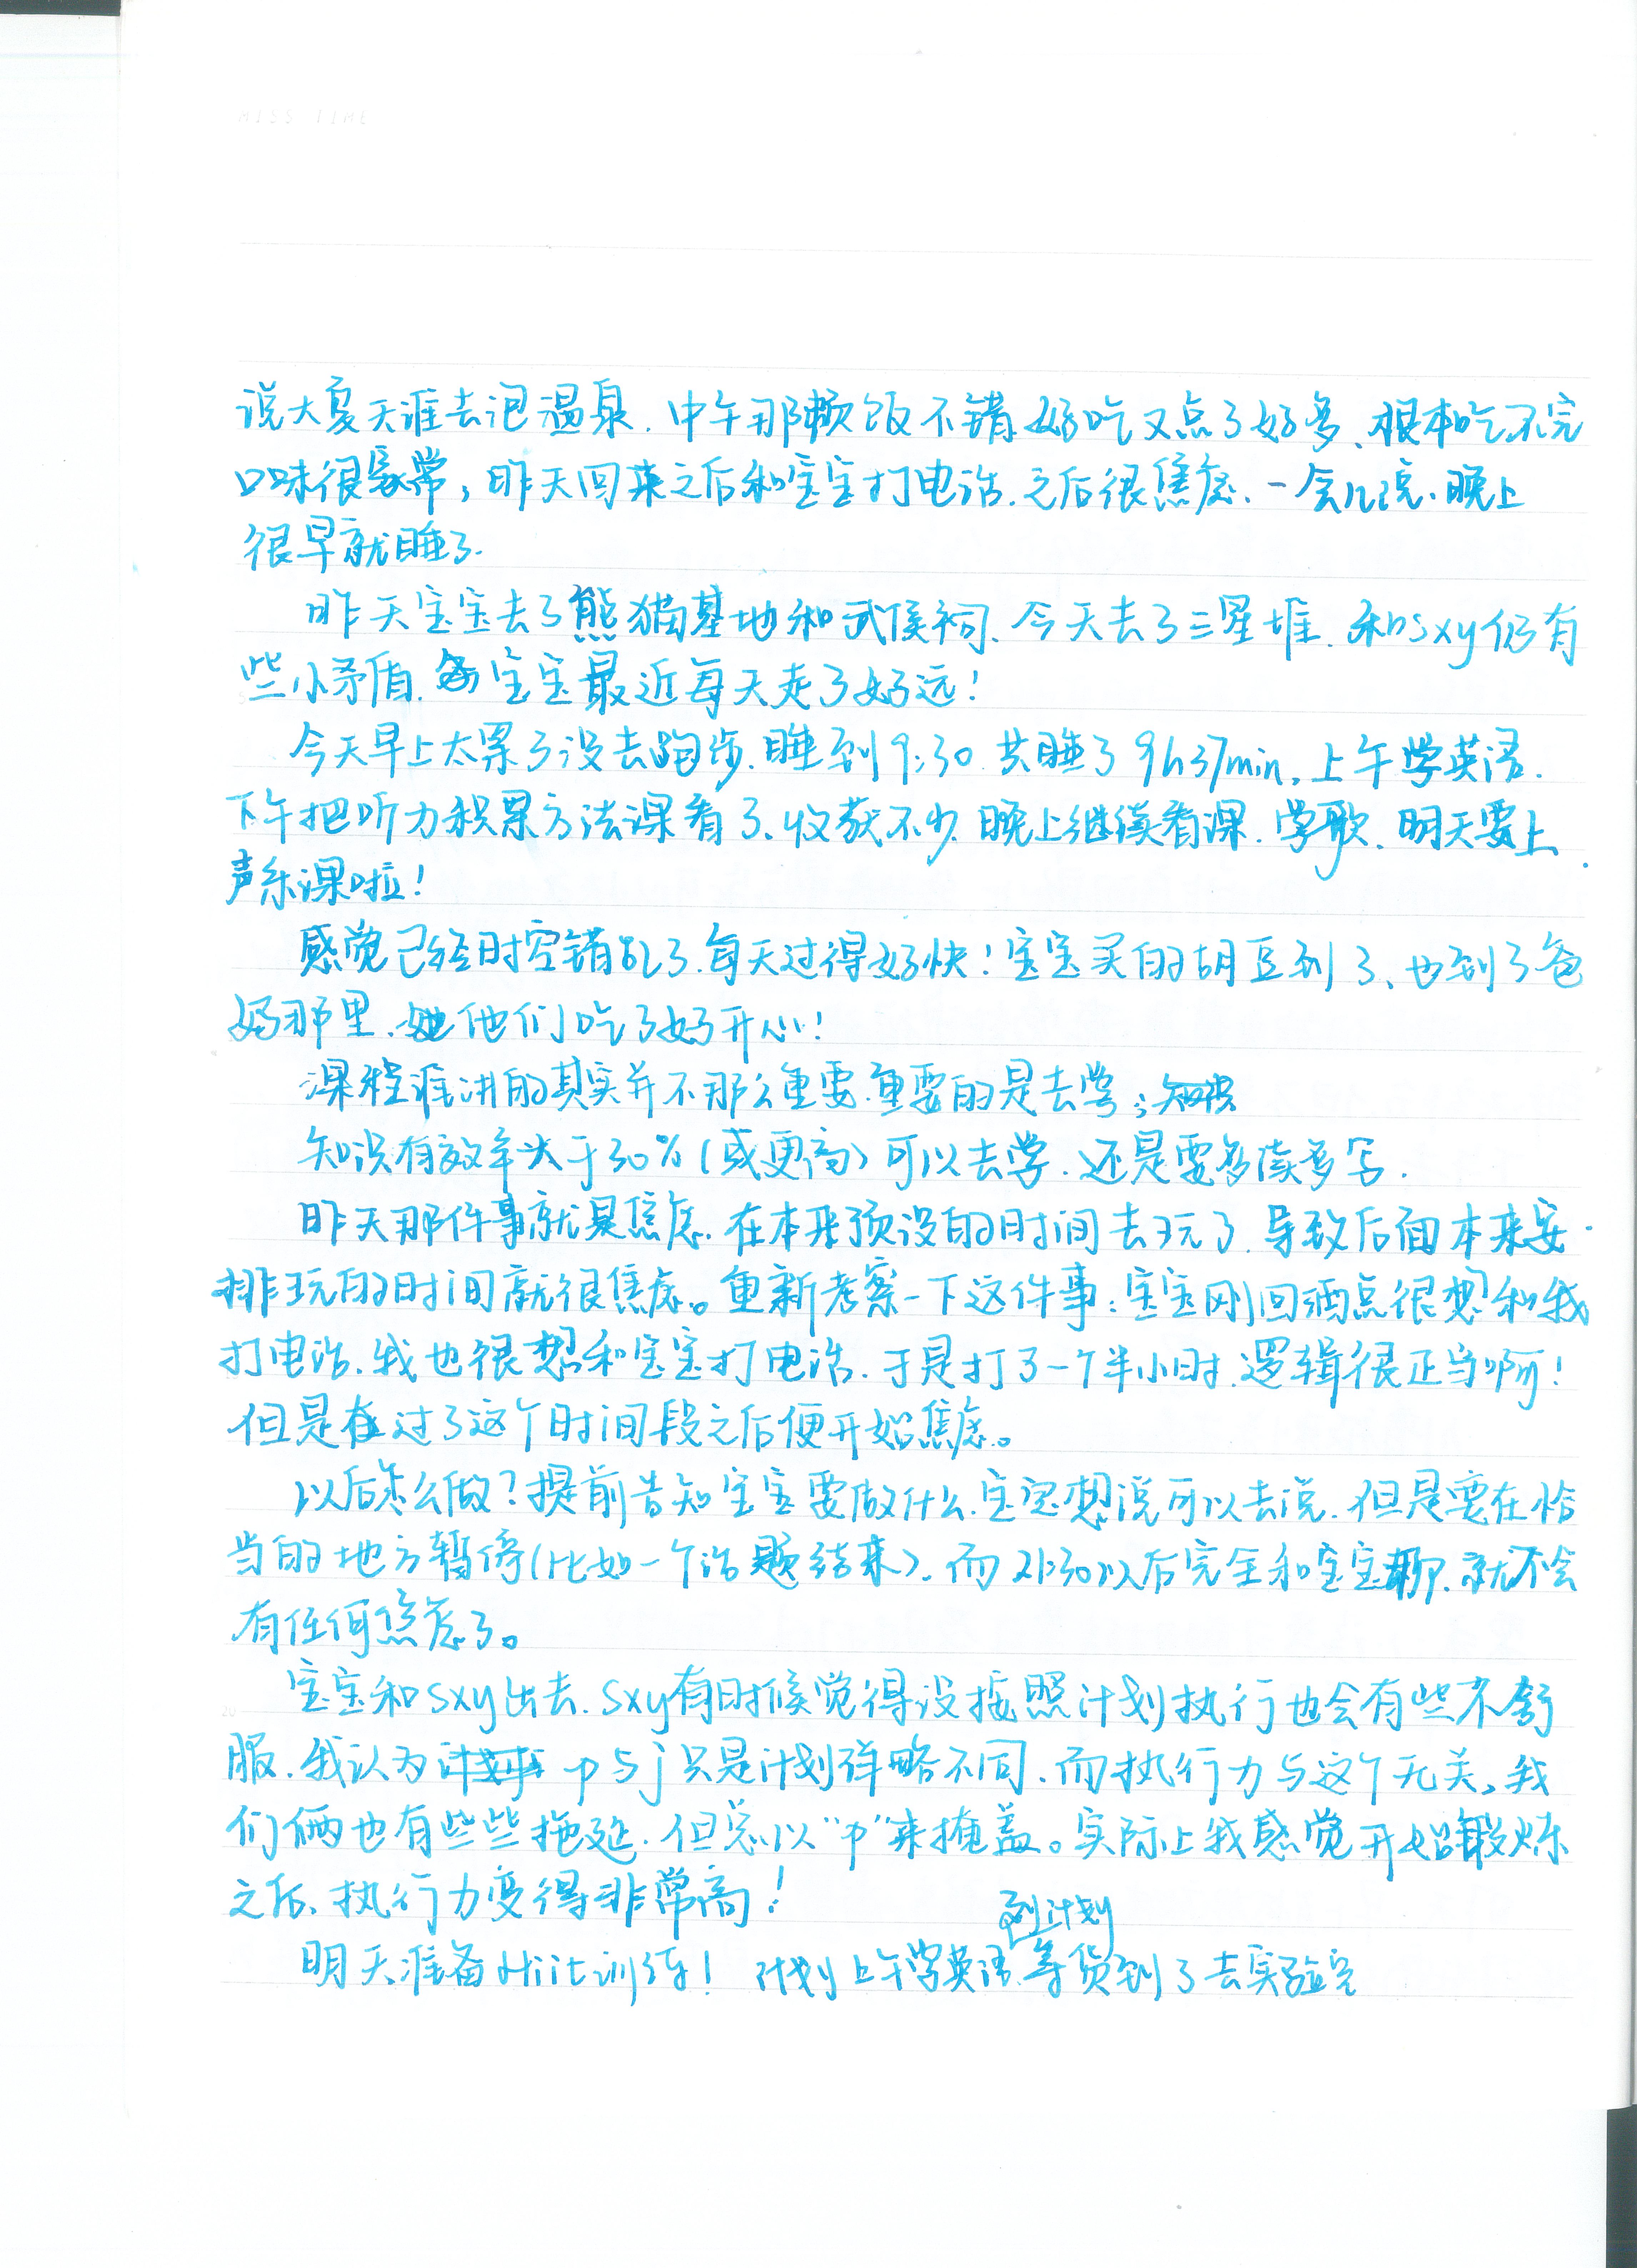 MISS TIME
说大夏天谁去泡温泉.中午那顿饭不错好吃又点了好多、根本吃不完
口味很家常,昨天回来之后和宝宝打电话.之后很焦虑.一会儿玩.晚上
很早就睡了.
昨天宝宝去了熊猫基地和武侯祠、今天去了三星堆.和sxy仍有
些小矛盾.宝宝最近每天走了好远!
今天早上太累了没去跑步.睡到9:30.共睡了9h37min,上午学英语.
下午把听力积累方法课看了、收获不少.晚上继续看课.学歌.明天要上
声乐课啦!
感觉已经时空错乱了.每天过得好快!宝宝买的胡豆到了、也到了爸
妈那里.他们吃了好开心!
课程谁讲的其实并不那么重要.重要的是去学;
知识有效率大于30%(或更高)可以去学.还是要多读多写.
昨天那件事就是焦虑.在本来预设的时间去玩了.导致后面本来安
排玩的时间就很焦虑。重新考察一下这件事:宝宝刚回酒店很想和我
打电话.我也很想和宝宝打电话.于是打了一个半小时.逻辑很正当啊!
但是在过了这个时间段之后便开始焦虑。
以后怎么做?提前告知宝宝要做什么.宝宝想说可以去说.但是要在恰
当的地方暂停(比如一个话题结束).而21:30以后完全和宝宝聊.就不会
有任何焦虑了。
宝宝和sxy出去.sxy有时候觉得没按照计划执行也会有些不舒
服.我认为p与j只是计划详略不同.而执行力与这个无关。我
们俩也有些些拖延.但总以“p”来掩盖。实际上我感觉开始锻炼
之后、执行力变得非常高!
列计划
明天准备Hiit训练! 计划上午学英语.等货到了去实验室